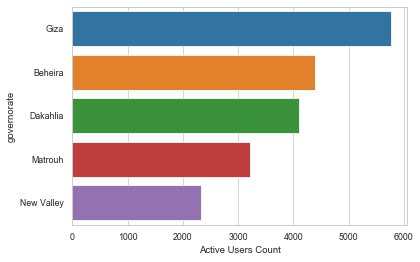 governorate
Giza
Beheira
Dakahlia
Matrouh
New Valley
0 1000 2000 3000 4000 5000 6000
Active Users Count